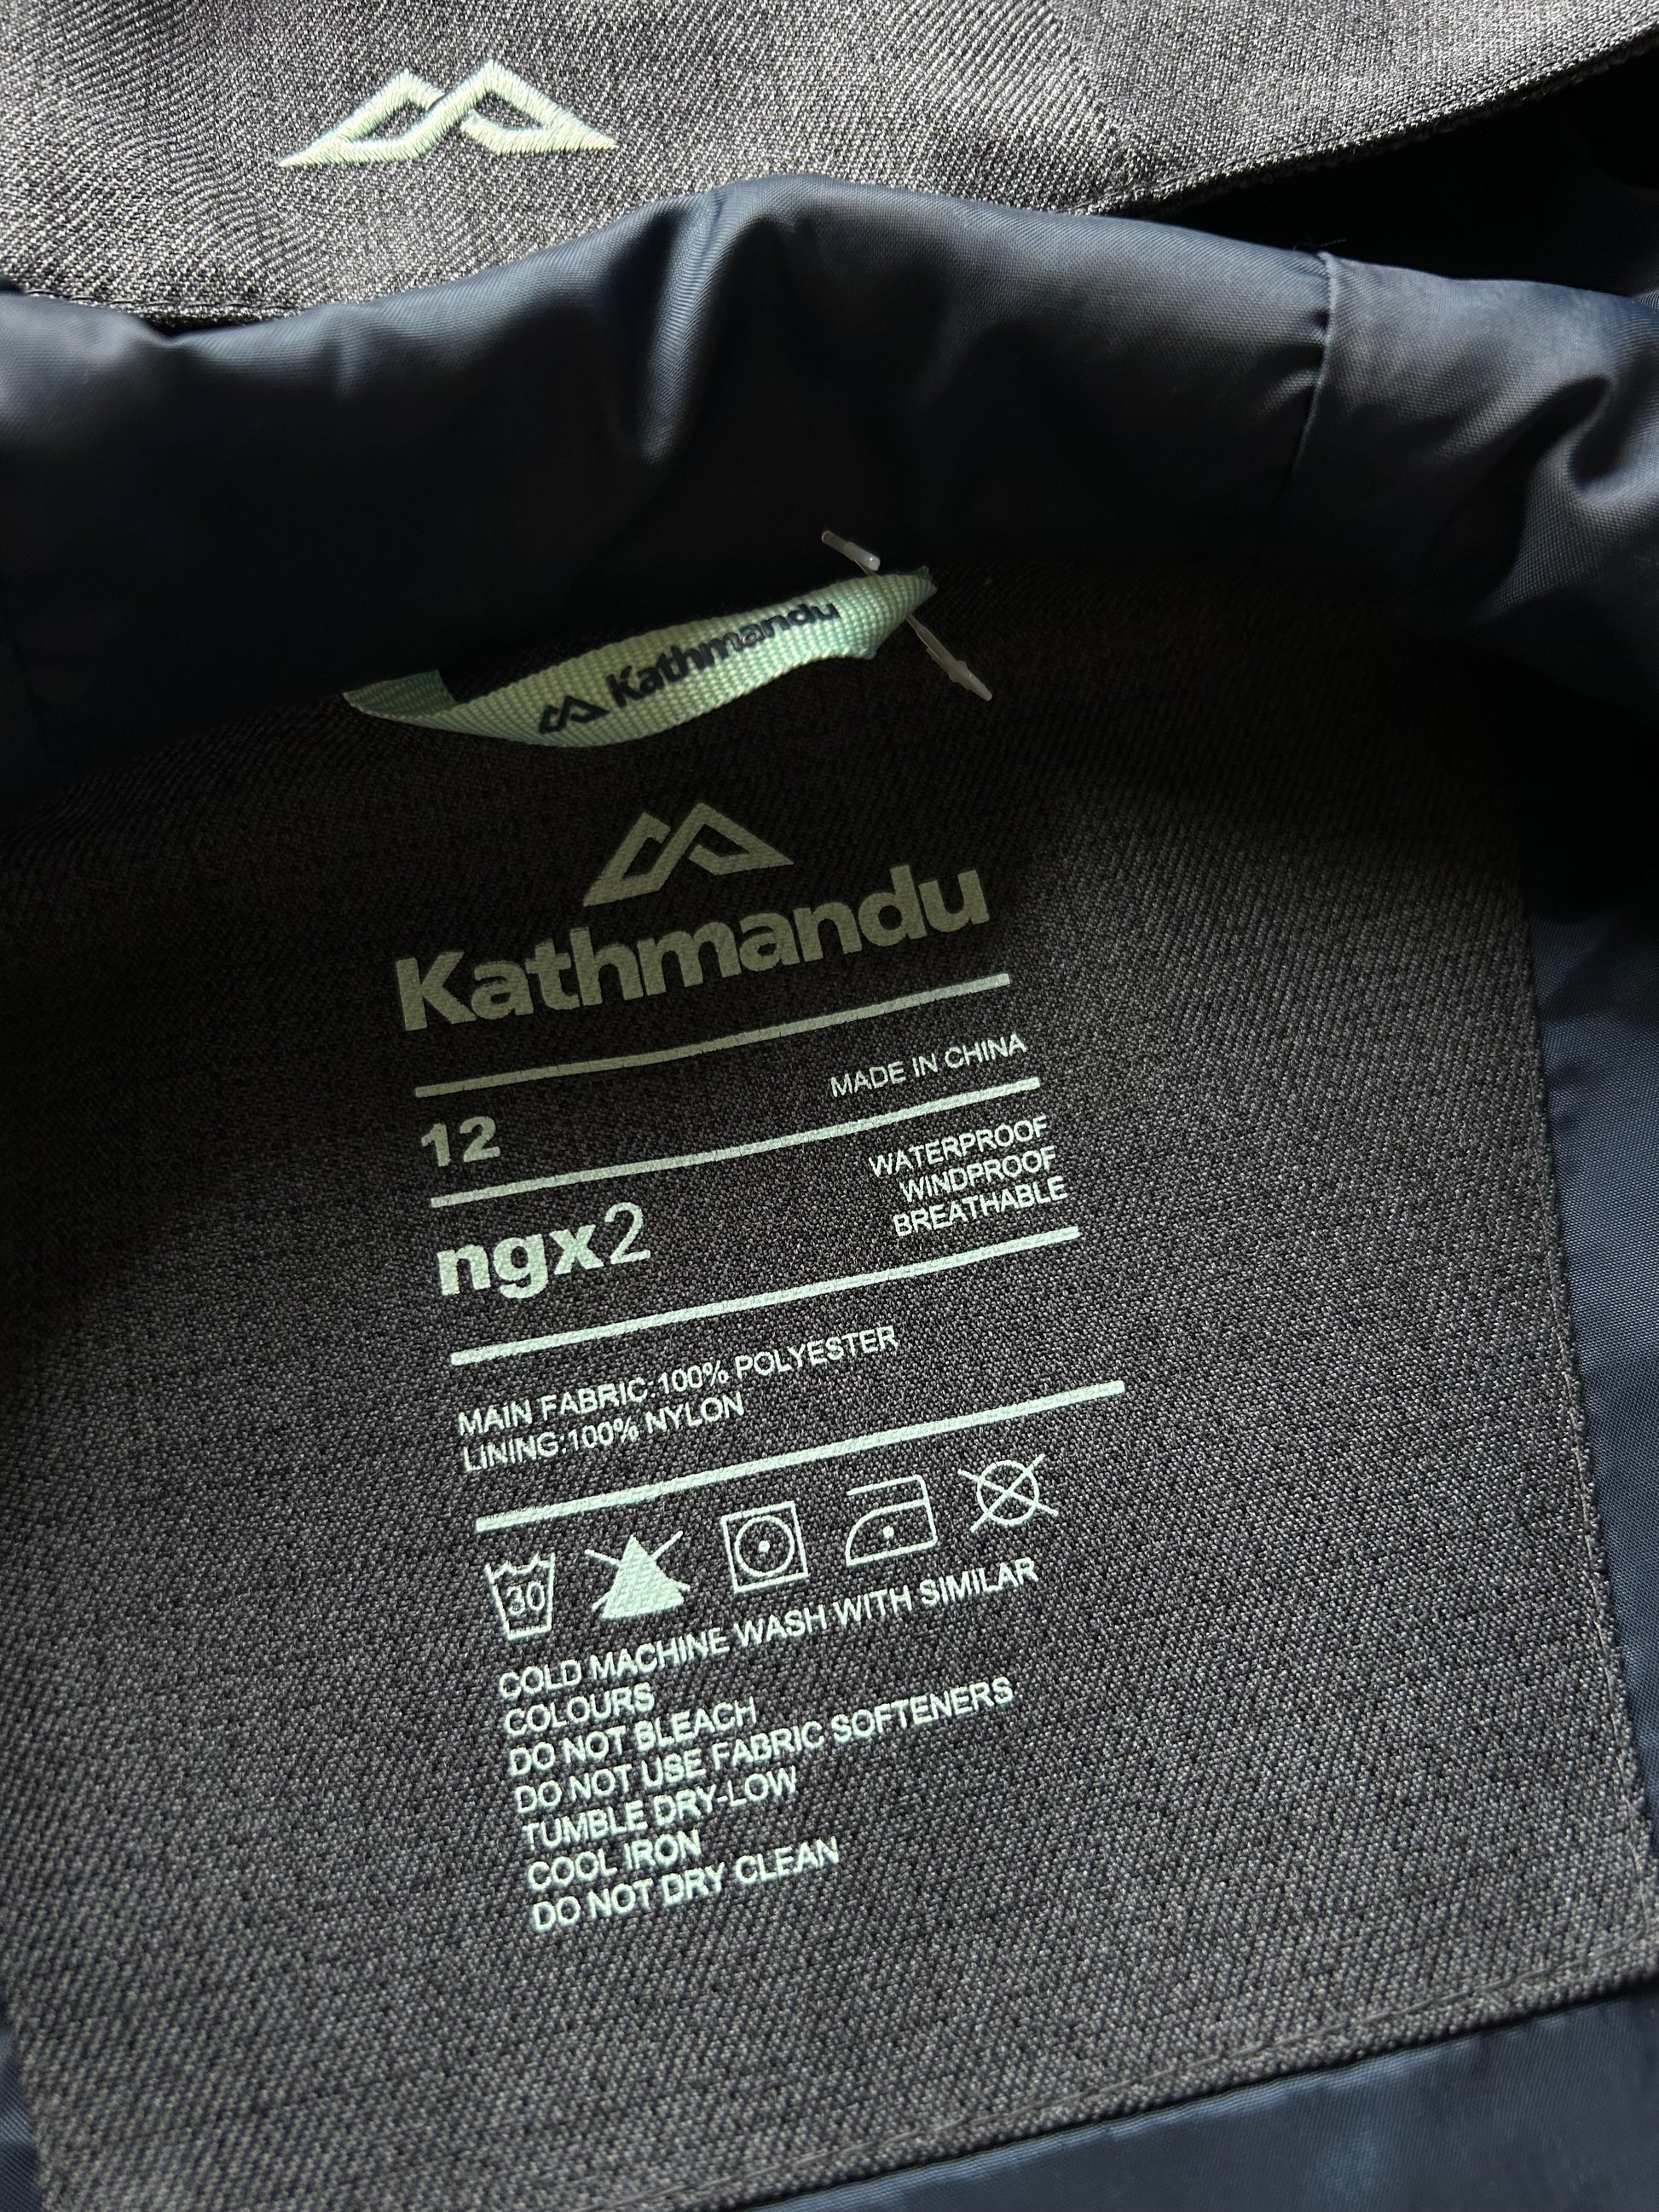 Kathmandu
Kathmandu
MADE IN CHINA
12
WATERPROOF
WINDPROOF
BREATHABLE
ngx2
MAIN FABRIC:100% POLYESTER
LINING:100% NYLON
30
COLD MACHINE WASH WITH SIMILAR
COLOURS
DO NOT BLEACH
DO NOT USE FABRIC SOFTENERS
TUMBLE DRY-LOW
COOL IRON
DO NOT DRY CLEAN